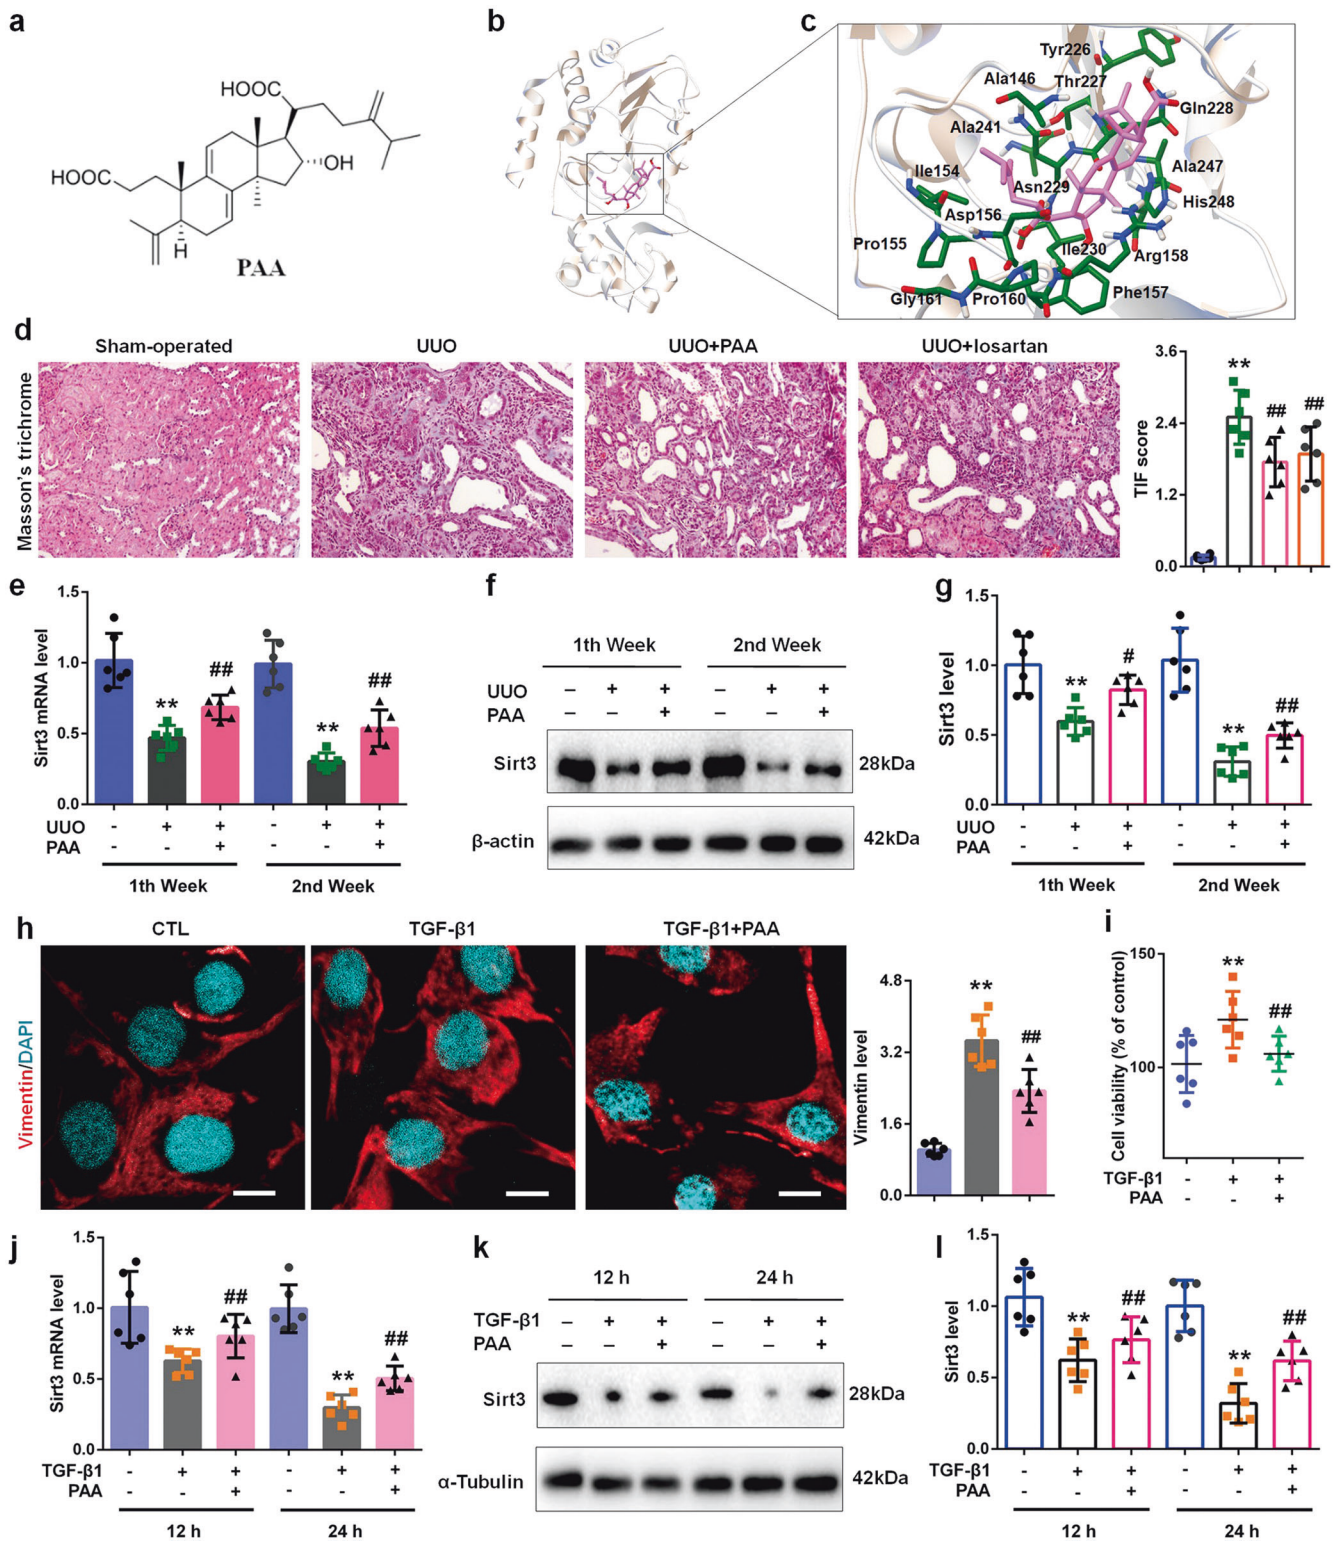 a
HOOC
HOOC
OH
H
PAA
b
c
Tyr226
Ala146
Thr227
Gln228
Ala241
Ala247
Ile154
Asn229
His248
Asp156
Pro155
Ile230
Arg158
Gly161
Pro160
Phe157
d
Sham-operated
UUO
UUO+PAA
UUO+losartan
Masson's trichrome
TIF score
3.6
2.4
1.2
0.0
**
##
##
e
Sirt3 mRNA level
1.5
1.0
0.5
0.0
**
##
**
##
UUO - + + - + +
PAA - - + - - +
1th Week
2nd Week
f
1th Week
2nd Week
UUO – + + – + +
PAA – – + – – +
Sirt3
28kDa
β-actin
42kDa
g
Sirt3 level
1.5
1.0
0.5
0.0
**
#
**
##
UUO - + + - + +
PAA - - + - - +
1th Week
2nd Week
h
CTL
TGF-β1
TGF-β1+PAA
Vimentin/DAPI
Vimentin level
4.8
3.2
1.6
0.0
**
##
i
Cell viability (% of control)
150
100
**
##
TGF-β1 - + +
PAA - - +
j
Sirt3 mRNA level
1.5
1.0
0.5
0.0
**
##
**
##
TGF-β1 - + + - + +
PAA - - + - - +
12 h
24 h
k
12 h
24 h
TGF-β1 – + + – + +
PAA – – + – – +
Sirt3
28kDa
α-Tubulin
42kDa
l
Sirt3 level
1.5
1.0
0.5
0.0
**
##
**
##
TGF-β1 - + + - + +
PAA - - + - - +
12 h
24 h